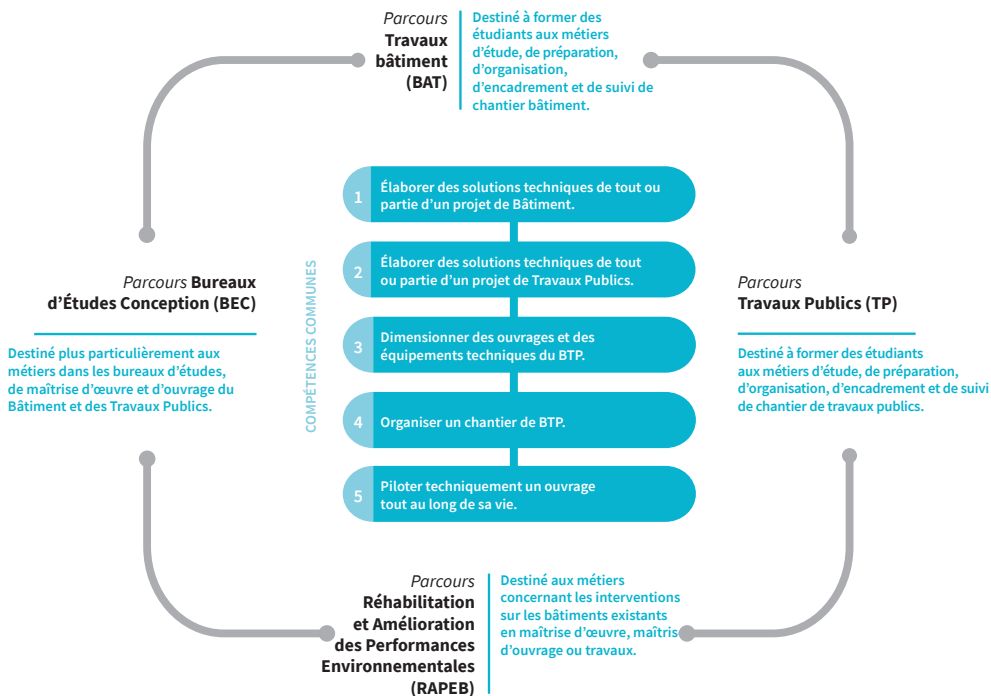 Parcours
Travaux
bâtiment
(BAT)
Destiné à former des
étudiants aux métiers
d'étude, de préparation,
d'organisation,
d'encadrement et de suivi de
chantier bâtiment.
Parcours Bureaux
d'Études Conception (BEC)
Destiné plus particulièrement aux
métiers dans les bureaux d'études,
de maîtrise d'œuvre et d'ouvrage du
Bâtiment et des Travaux Publics.
COMPÉTENCES COMMUNES
1
Élaborer des solutions techniques de tout ou
partie d'un projet de Bâtiment.
2
Élaborer des solutions techniques de tout
ou partie d'un projet de Travaux Publics.
3
Dimensionner des ouvrages et des
équipements techniques du BTP.
4
Organiser un chantier de BTP.
5
Piloter techniquement un ouvrage
tout au long de sa vie.
Parcours
Travaux Publics (TP)
Destiné à former des étudiants
aux métiers d'étude, de préparation,
d'organisation, d'encadrement et de suivi
de chantier de travaux publics.
Parcours
Réhabilitation
et Amélioration
des Performances
Environnementales
(RAPEB)
Destiné aux métiers
concernant les interventions
sur les bâtiments existants
en maîtrise d'œuvre, maîtris
d'ouvrage ou travaux.